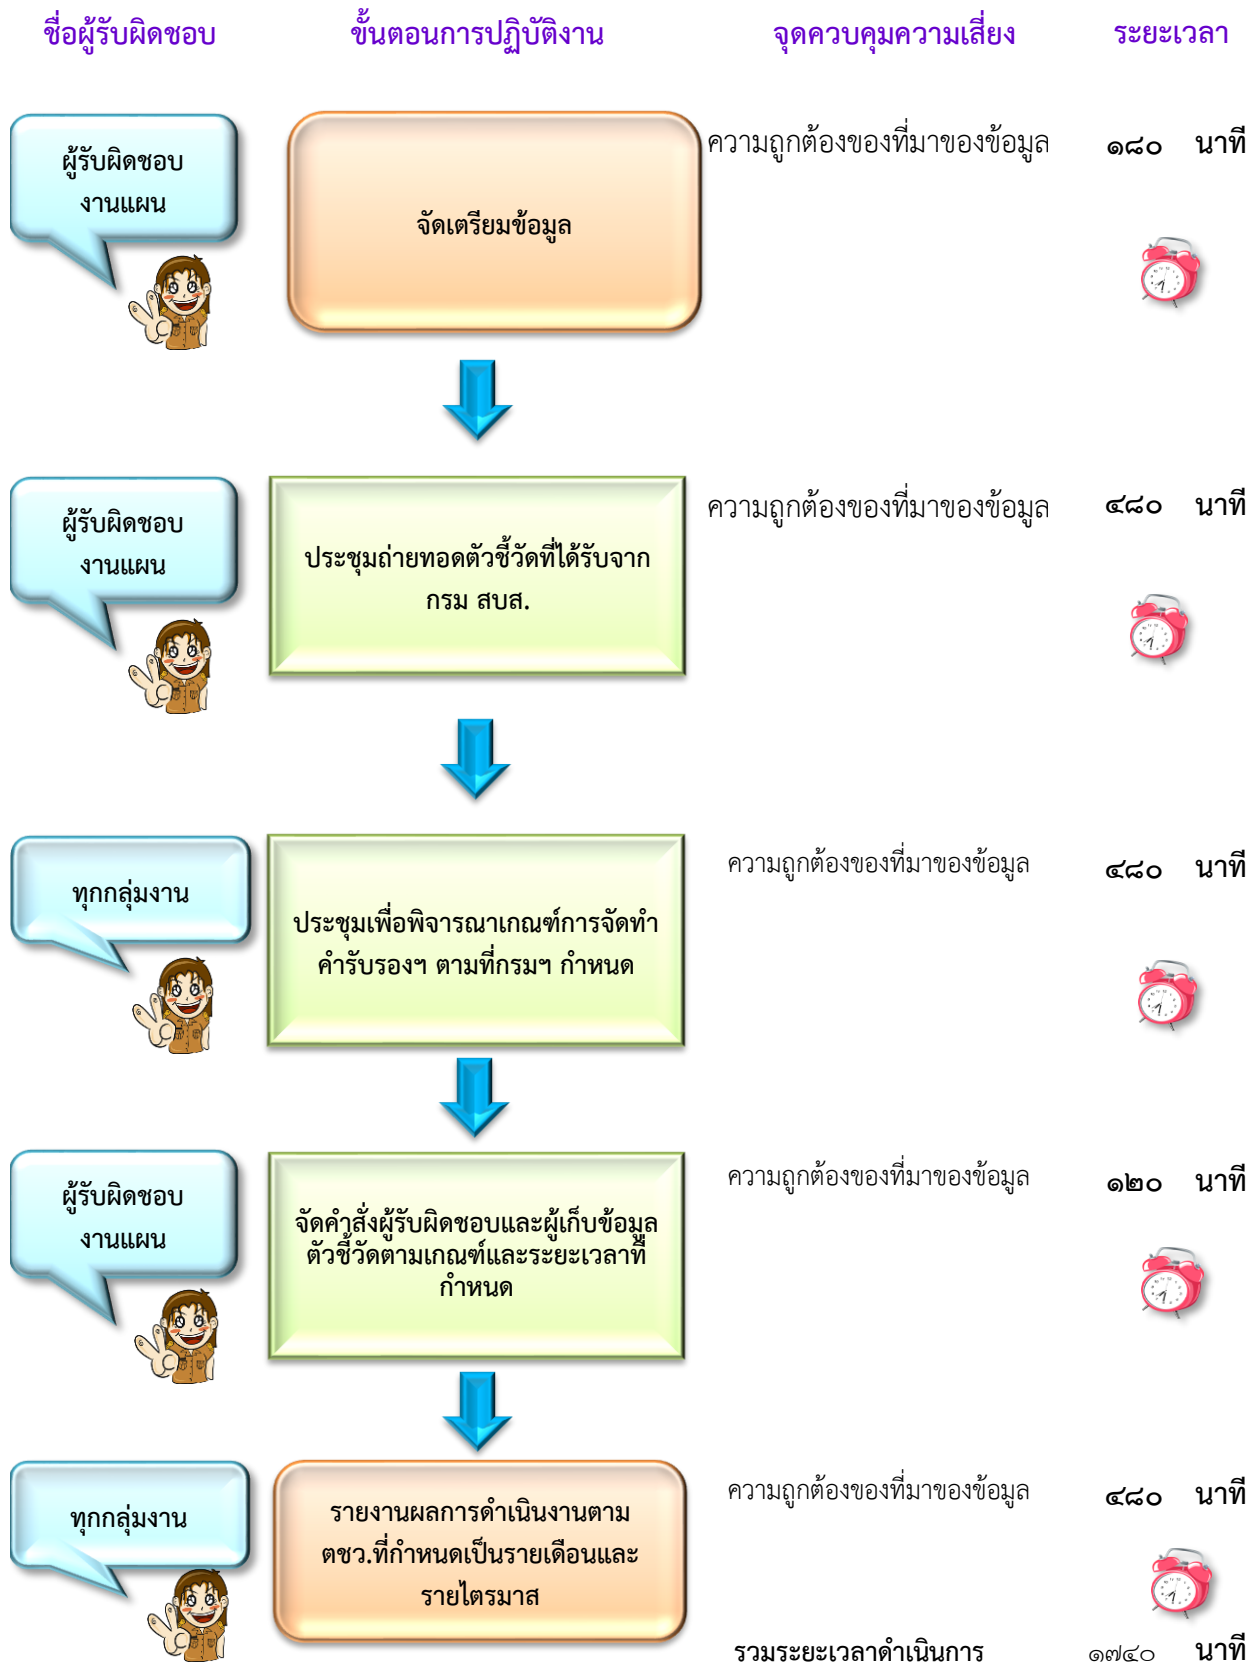 ชื่อผู้รับผิดชอบ ขั้นตอนการปฏิบัติงาน จุดควบคุมความเสี่ยง ระยะเวลา
ผู้รับผิดชอบ
งานแผน
จัดเตรียมข้อมูล
ความถูกต้องของที่มาของข้อมูล ๑๘๐ นาที
ผู้รับผิดชอบ
งานแผน
ประชุมถ่ายทอดตัวชี้วัดที่ได้รับจาก
กรม สบส.
ความถูกต้องของที่มาของข้อมูล ๔๘๐ นาที
ทุกกลุ่มงาน
ประชุมเพื่อพิจารณาเกณฑ์การจัดทำ
คำรับรองฯ ตามที่กรมฯ กำหนด
ความถูกต้องของที่มาของข้อมูล ๔๘๐ นาที
ผู้รับผิดชอบ
งานแผน
จัดคำสั่งผู้รับผิดชอบและผู้เก็บข้อมูล
ตัวชี้วัดตามเกณฑ์และระยะเวลาที่
กำหนด
ความถูกต้องของที่มาของข้อมูล ๑๒๐ นาที
ทุกกลุ่มงาน
รายงานผลการดำเนินงานตาม
ตชว.ที่กำหนดเป็นรายเดือนและ
รายไตรมาส
ความถูกต้องของที่มาของข้อมูล ๔๘๐ นาที
รวมระยะเวลาดำเนินการ ๑๗๔๐ นาที